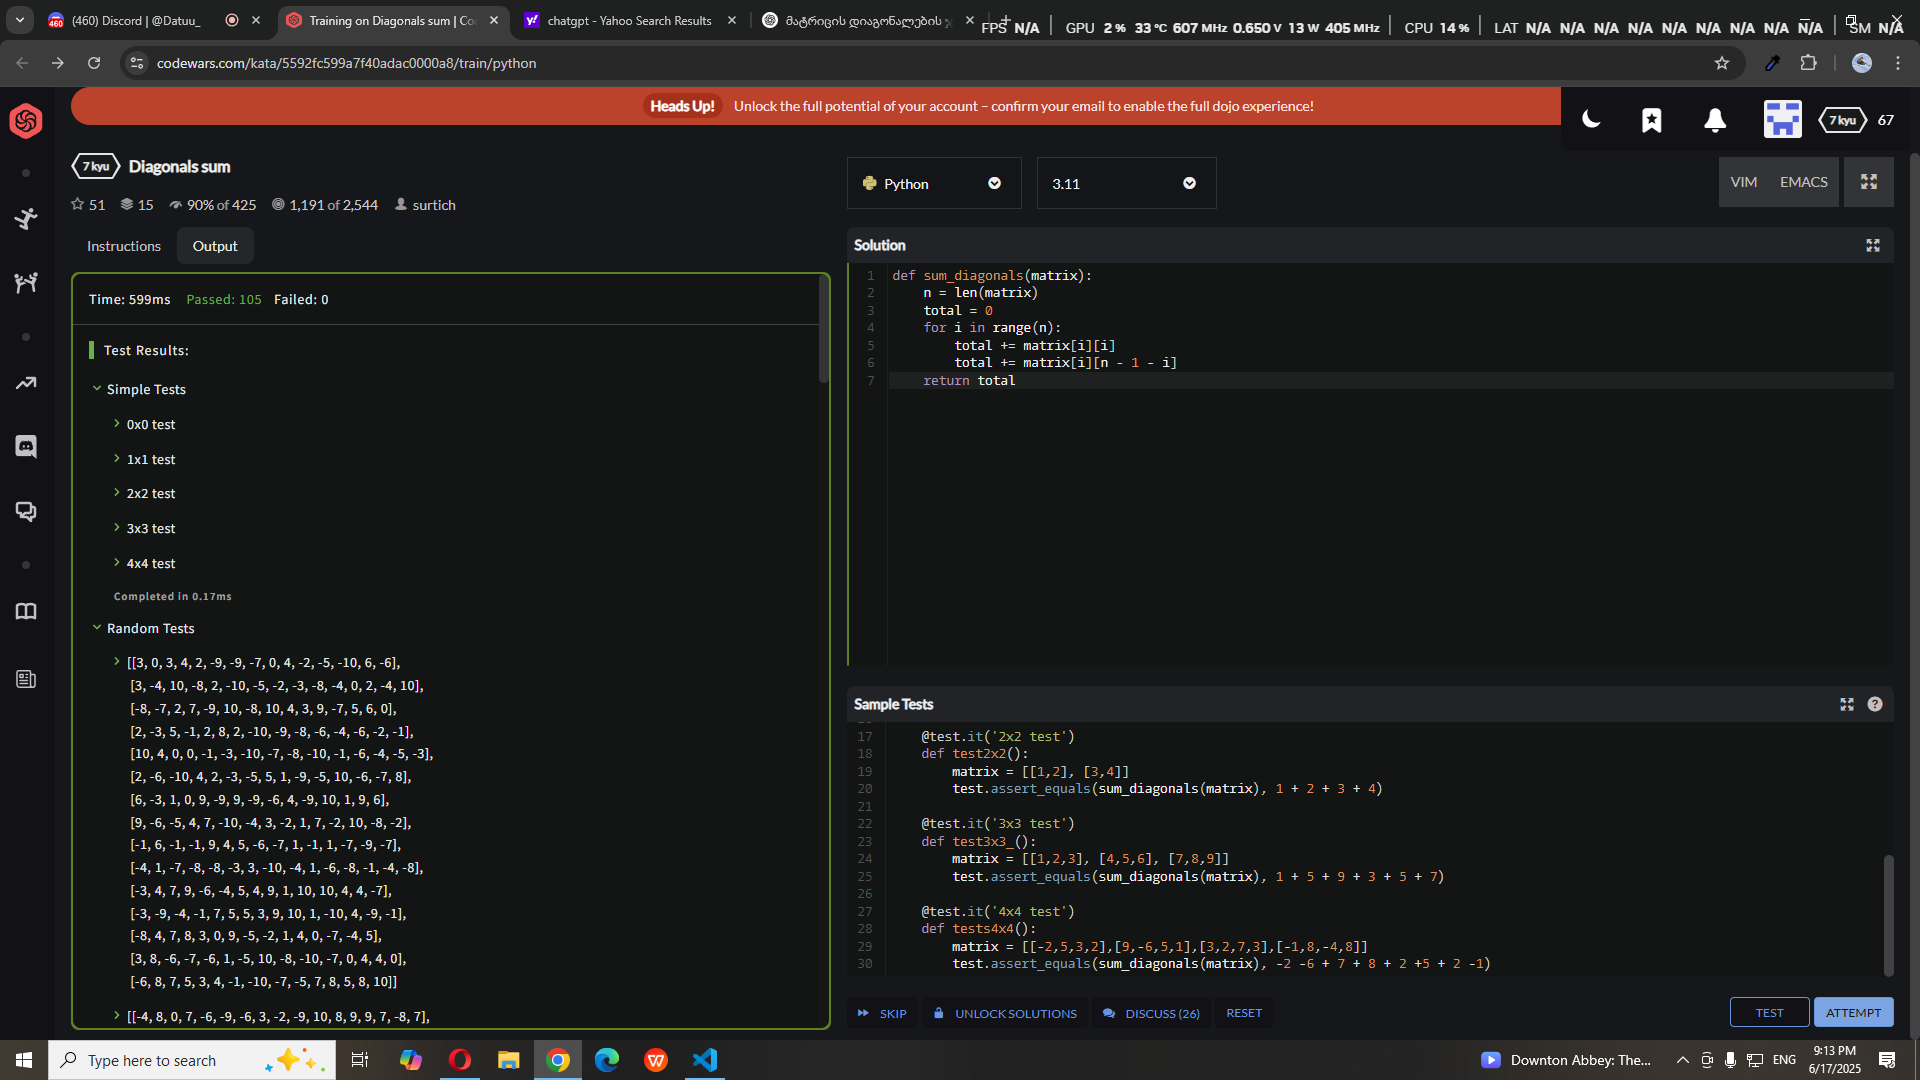 (460) Discord | @Datuu_
Training on Diagonals sum | Co
chatgpt - Yahoo Search Results
მატრიცის დიაგონალების
FPS N/A GPU 2 % 33 °C 607 MHz 0.650 V 13 W 405 MHz CPU 14 % LAT N/A N/A N/A N/A N/A N/A N/A N/A N/A SM N/A
codewars.com/kata/5592fc599a7f40adac0000a8/train/python
Heads Up! Unlock the full potential of your account – confirm your email to enable the full dojo experience!
7 kyu 67
7 kyu Diagonals sum
51 15 90% of 425 1,191 of 2,544 surtich
Instructions Output
Time: 599ms Passed: 105 Failed: 0
Test Results:
Simple Tests
0x0 test
1x1 test
2x2 test
3x3 test
4x4 test
Completed in 0.17ms
Random Tests
[[3, 0, 3, 4, 2, -9, -9, -7, 0, 4, -2, -5, -10, 6, -6],
[3, -4, 10, -8, 2, -10, -5, -2, -3, -8, -4, 0, 2, -4, 10],
[-8, -7, 2, 7, -9, 10, -8, 10, 4, 3, 9, -7, 5, 6, 0],
[2, -3, 5, -1, 2, 8, 2, -10, -9, -8, -6, -4, -6, -2, -1],
[10, 4, 0, 0, -1, -3, -10, -7, -8, -10, -1, -6, -4, -5, -3],
[2, -6, -10, 4, 2, -3, -5, 5, 1, -9, -5, 10, -6, -7, 8],
[6, -3, 1, 0, 9, -9, 9, -9, -6, 4, -9, 10, 1, 9, 6],
[9, -6, -5, 4, 7, -10, -4, 3, -2, 1, 7, -2, 10, -8, -2],
[-1, 6, -1, -1, 9, 4, 5, -6, -7, 1, -1, 1, -7, -9, -7],
[-4, 1, -7, -8, -8, -3, 3, -10, -4, 1, -6, -8, -1, -4, -8],
[-3, 4, 7, 9, -6, -4, 5, 4, 9, 1, 10, 10, 4, 4, -7],
[-3, -9, -4, -1, 7, 5, 5, 3, 9, 10, 1, -10, 4, -9, -1],
[-8, 4, 7, 8, 3, 0, 9, -5, -2, 1, 4, 0, -7, -4, 5],
[3, 8, -6, -7, -6, 1, -5, 10, -8, -10, -7, 0, 4, 4, 0],
[-6, 8, 7, 5, 3, 4, -1, -10, -7, -5, 7, 8, 5, 8, 10]]
[[-4, 8, 0, 7, -6, -9, -6, 3, -2, -9, 10, 8, 9, 9, 7, -8, 7],
Python 3.11 VIM EMACS
Solution
1 def sum_diagonals(matrix):
2 n = len(matrix)
3 total = 0
4 for i in range(n):
5 total += matrix[i][i]
6 total += matrix[i][n - 1 - i]
7 return total
Sample Tests
17 @test.it('2x2 test')
18 def test2x2():
19 matrix = [[1,2], [3,4]]
20 test.assert_equals(sum_diagonals(matrix), 1 + 2 + 3 + 4)
21
22 @test.it('3x3 test')
23 def test3x3_():
24 matrix = [[1,2,3], [4,5,6], [7,8,9]]
25 test.assert_equals(sum_diagonals(matrix), 1 + 5 + 9 + 3 + 5 + 7)
26
27 @test.it('4x4 test')
28 def tests4x4():
29 matrix = [[-2,5,3,2],[9,-6,5,1],[3,2,7,3],[-1,8,-4,8]]
30 test.assert_equals(sum_diagonals(matrix), -2 -6 + 7 + 8 + 2 +5 + 2 -1)
SKIP UNLOCK SOLUTIONS DISCUSS (26) RESET TEST ATTEMPT
Type here to search
Downton Abbey: The...
ENG
9:13 PM
6/17/2025